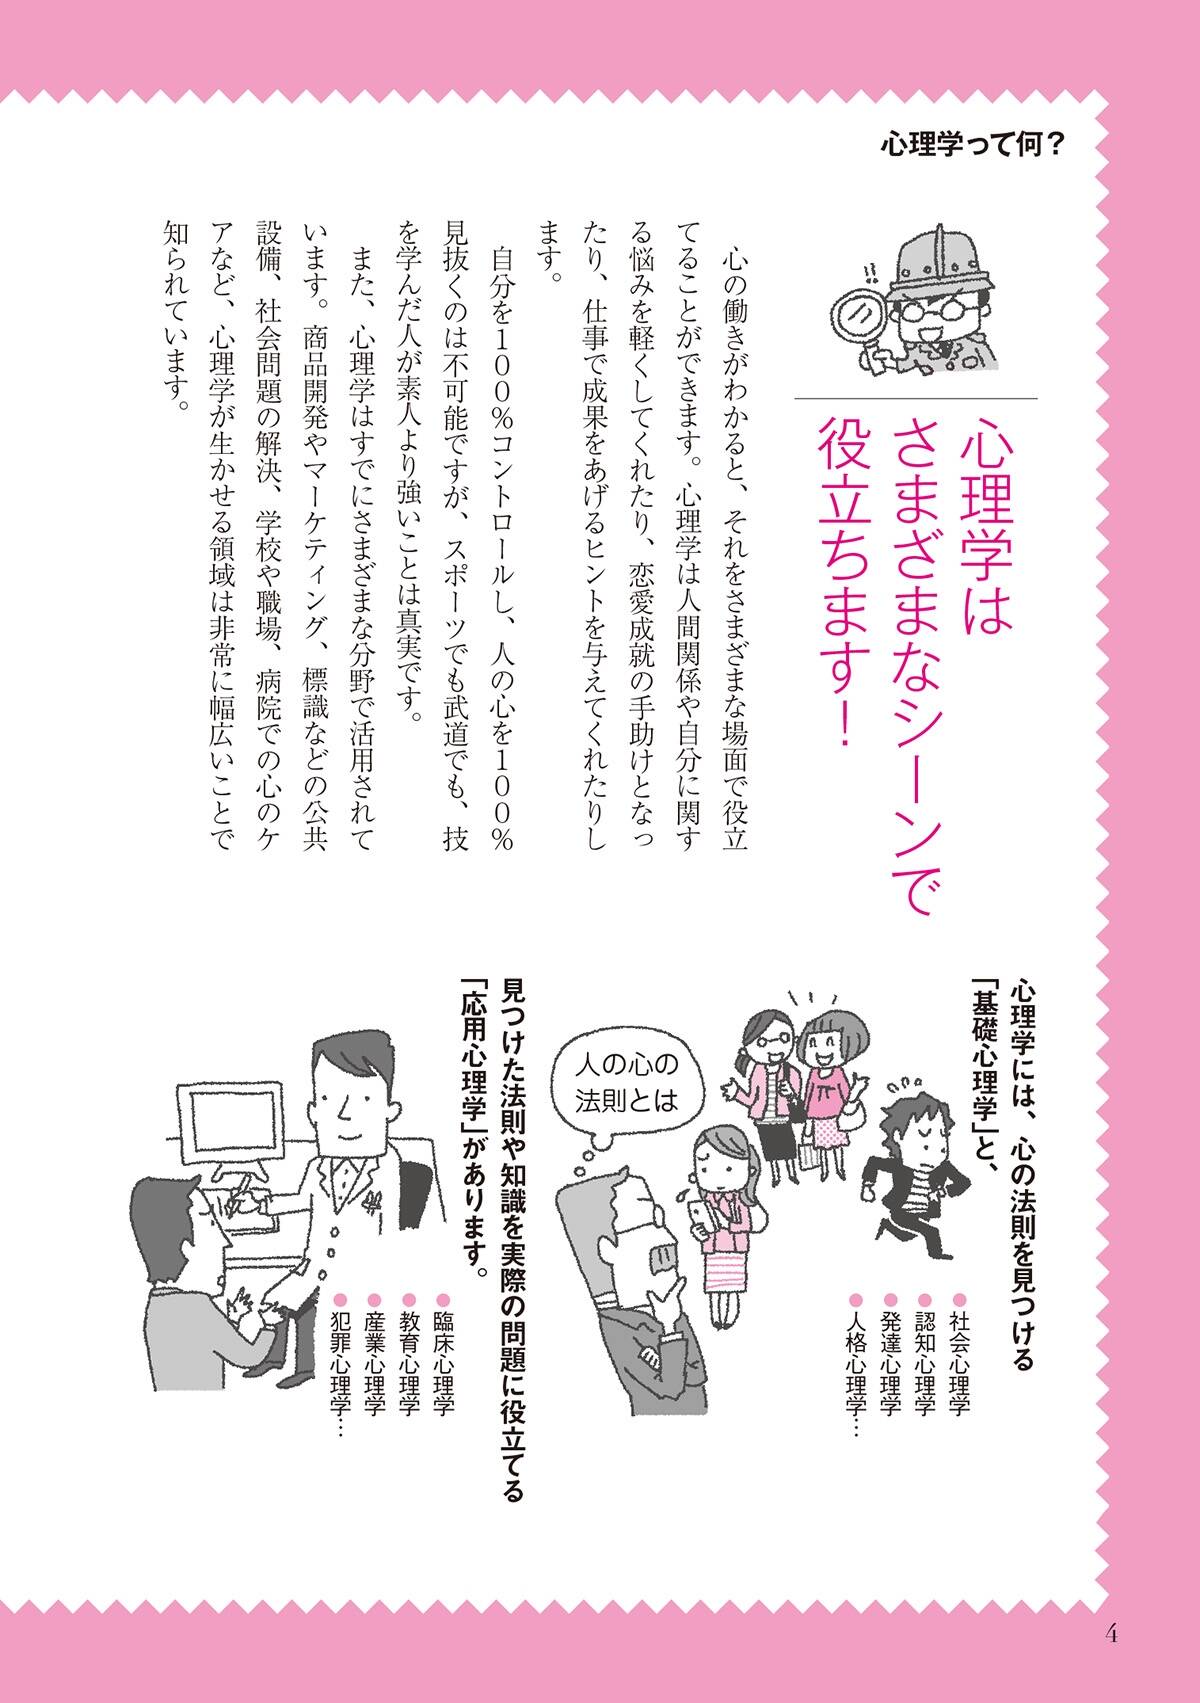 心理学って何？
!!
心理学は
さまざまなシーンで
役立ちます！
心の働きがわかると、それをさまざまな場面で役立
てることができます。心理学は人間関係や自分に関す
る悩みを軽くしてくれたり、恋愛成就の手助けとなっ
たり、仕事で成果をあげるヒントを与えてくれたりし
ます。
自分を１００％コントロールし、人の心を１００％
見抜くのは不可能ですが、スポーツでも武道でも、技
を学んだ人が素人より強いことは真実です。
また、心理学はすでにさまざまな分野で活用されて
います。商品開発やマーケティング、標識などの公共
設備、社会問題の解決、学校や職場、病院での心のケ
アなど、心理学が生かせる領域は非常に幅広いことで
知られています。
心理学には、心の法則を見つける
「基礎心理学」と、
●社会心理学
●認知心理学
●発達心理学
●人格心理学…
人の心の
法則とは
見つけた法則や知識を実際の問題に役立てる
「応用心理学」があります。
●臨床心理学
●教育心理学
●産業心理学
●犯罪心理学…
4